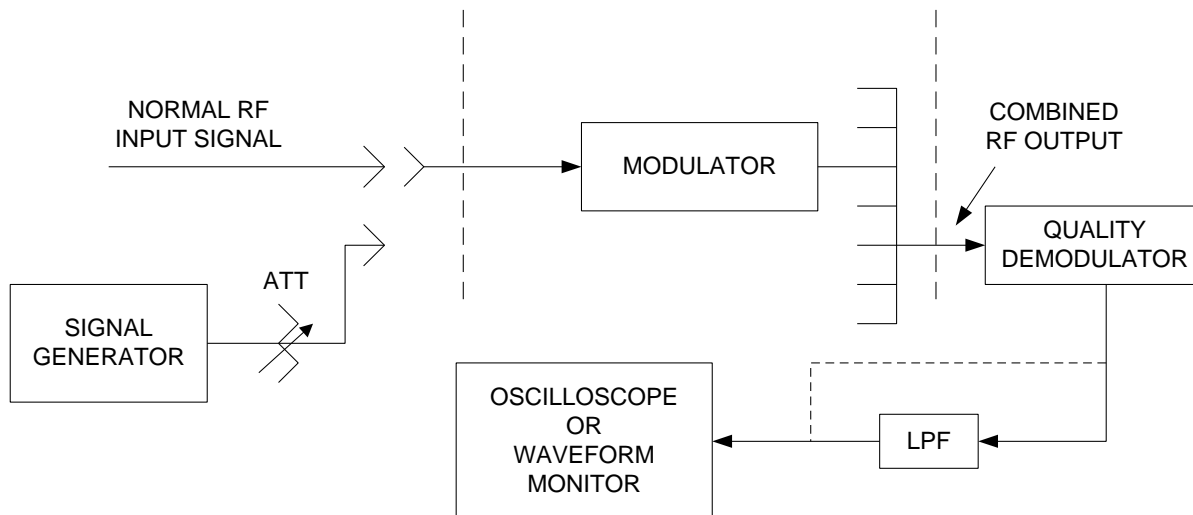 NORMAL RF
INPUT SIGNAL
MODULATOR
COMBINED
RF OUTPUT
QUALITY
DEMODULATOR
ATT
SIGNAL
GENERATOR
OSCILLOSCOPE
OR
WAVEFORM
MONITOR
LPF